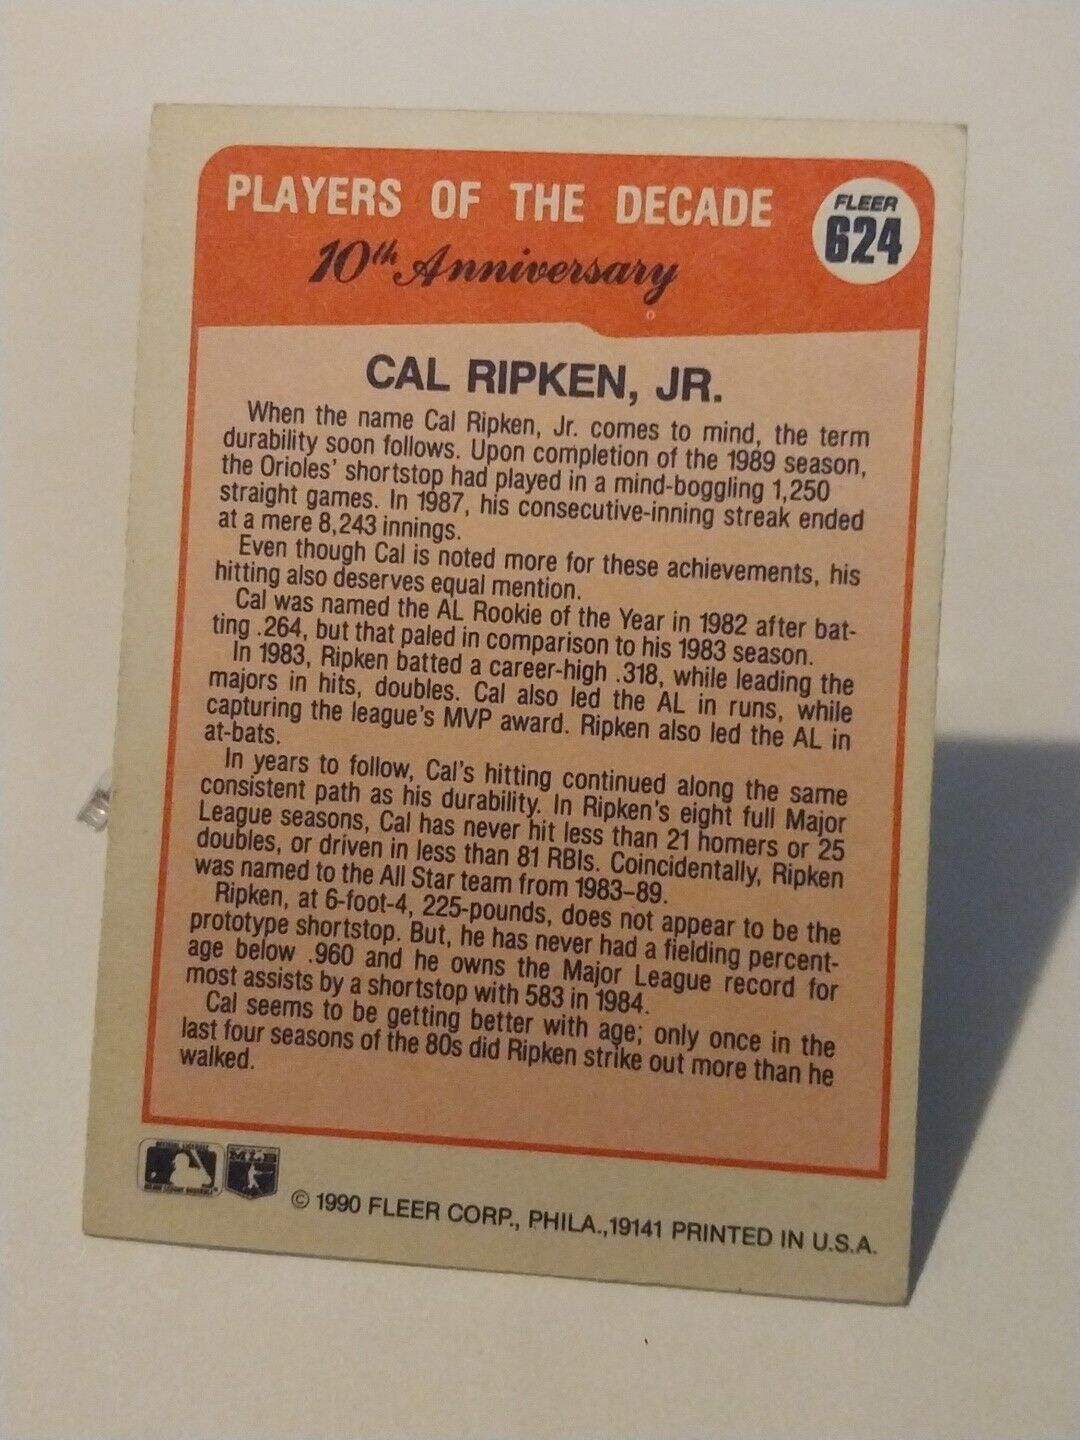 PLAYERS OF THE DECADE
10th Anniversary
FLEER
624
CAL RIPKEN, JR.
When the name Cal Ripken, Jr. comes to mind, the term
durability soon follows. Upon completion of the 1989 season,
the Orioles' shortstop had played in a mind-boggling 1,250
straight games. In 1987, his consecutive-inning streak ended
at a mere 8,243 innings.
Even though Cal is noted more for these achievements, his
hitting also deserves equal mention.
Cal was named the AL Rookie of the Year in 1982 after bat-
ting .264, but that paled in comparison to his 1983 season.
In 1983, Ripken batted a career-high .318, while leading the
majors in hits, doubles. Cal also led the AL in runs, while
capturing the league's MVP award. Ripken also led the AL in
at-bats.
In years to follow, Cal's hitting continued along the same
consistent path as his durability. In Ripken's eight full Major
League seasons, Cal has never hit less than 21 homers or 25
doubles, or driven in less than 81 RBIs. Coincidentally, Ripken
was named to the All Star team from 1983–89.
Ripken, at 6-foot-4, 225-pounds, does not appear to be the
prototype shortstop. But, he has never had a fielding percent-
age below .960 and he owns the Major League record for
most assists by a shortstop with 583 in 1984.
Cal seems to be getting better with age; only once in the
last four seasons of the 80s did Ripken strike out more than he
walked.
MLB
© 1990 FLEER CORP., PHILA.,19141 PRINTED IN U.S.A.